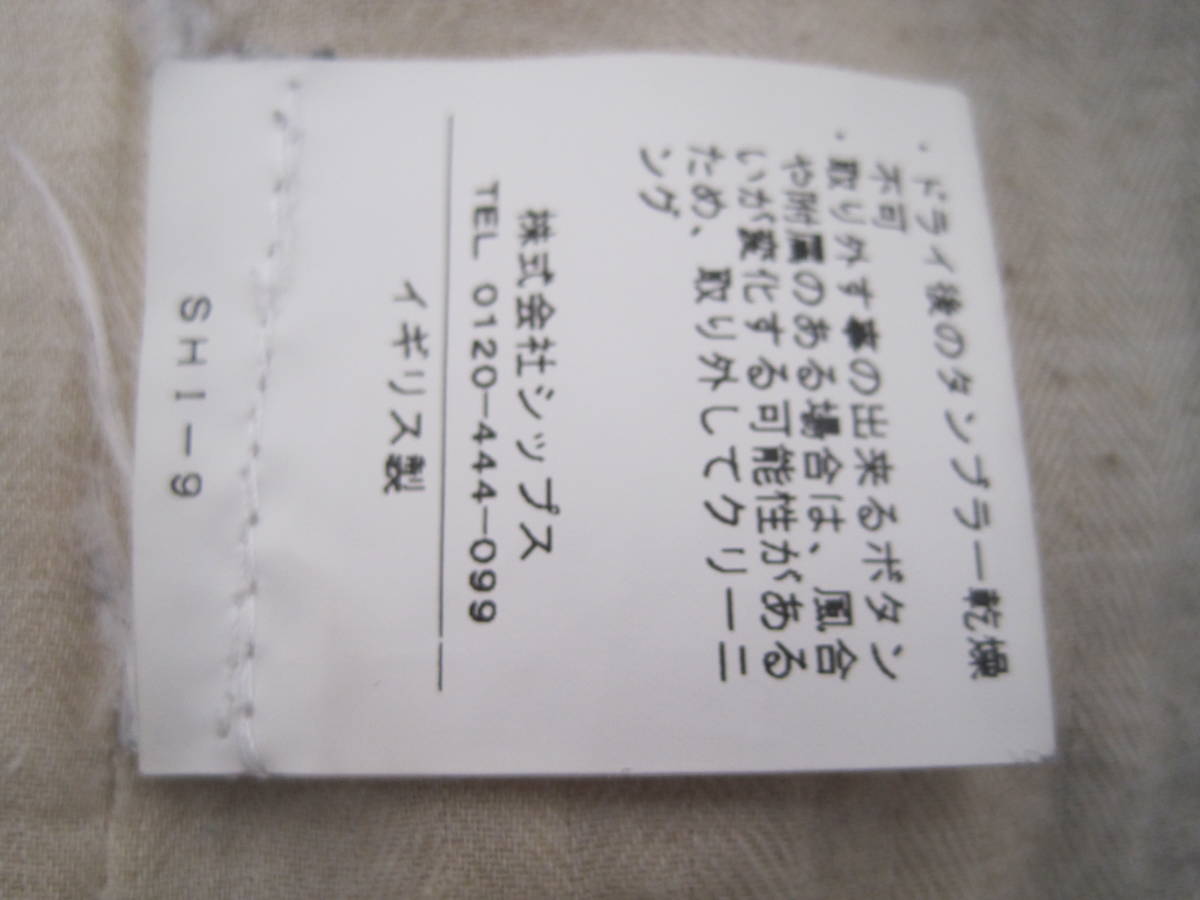 ・ドライ後のタンブラー乾燥
不可
・取り外す事の出来るボタン
や附属のある場合は、風合
いが変化する可能性がある
ため、取り外してクリーニ
ング
株式会社シップス
TEL 0120-444-099
イギリス製
SHI-9